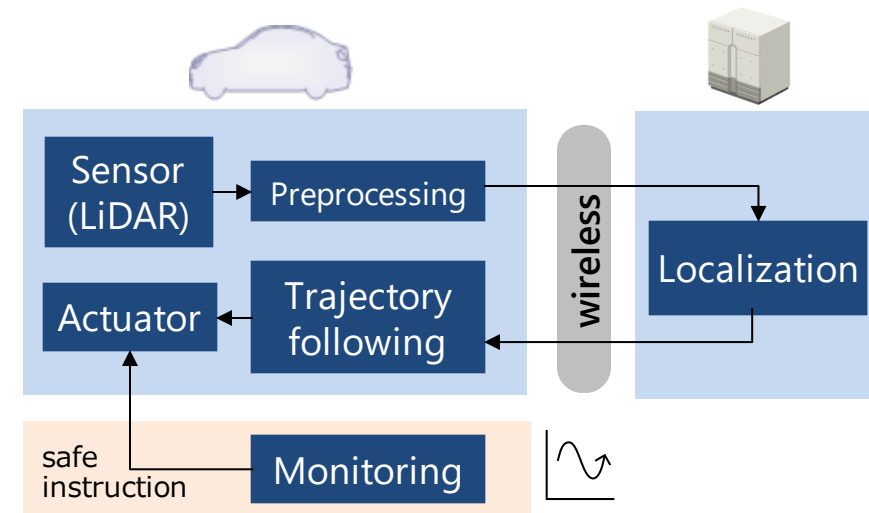 Sensor
(LiDAR)
Preprocessing
wireless
Localization
Actuator
Trajectory
following
safe
instruction
Monitoring